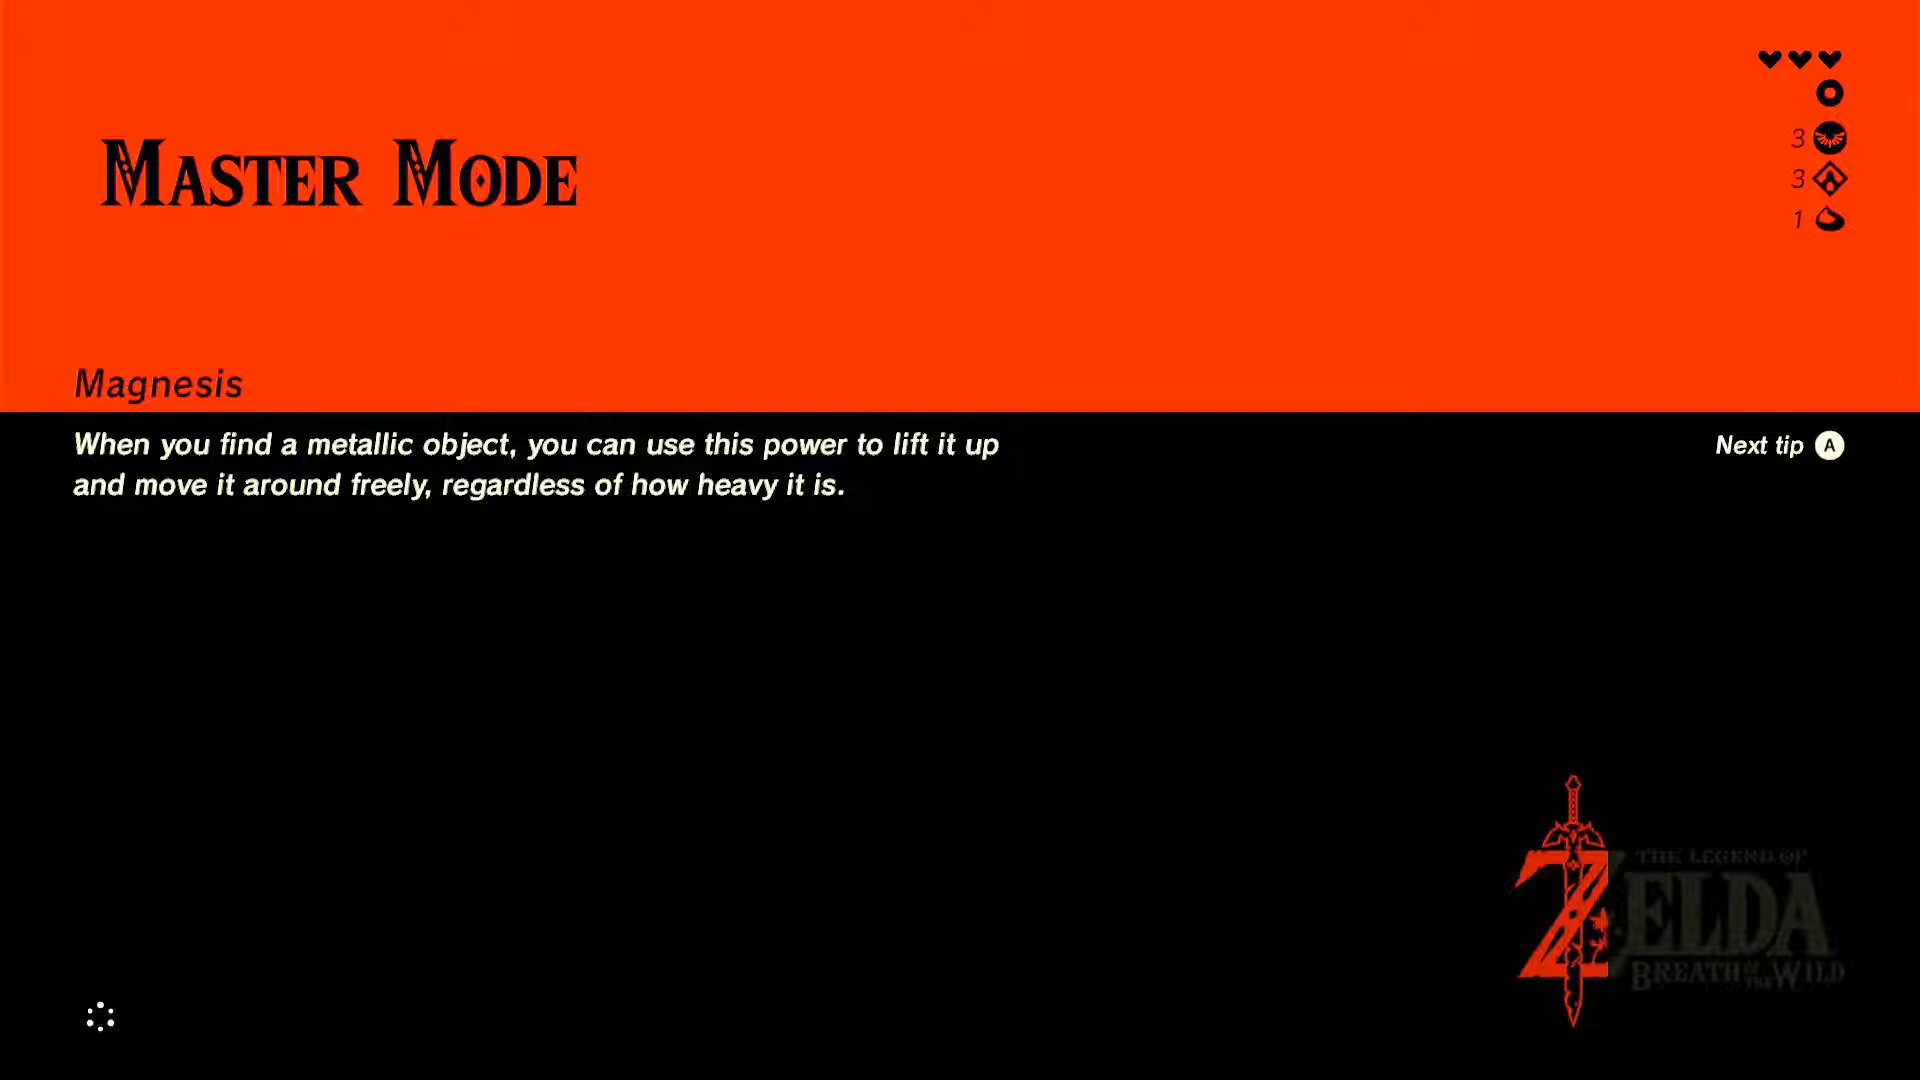 MASTER MODE
3
3
1
Magnesis
When you find a metallic object, you can use this power to lift it up
and move it around freely, regardless of how heavy it is.
Next tip A
THE LEGEND OF
ZELDA
BREATH OF THE WILD